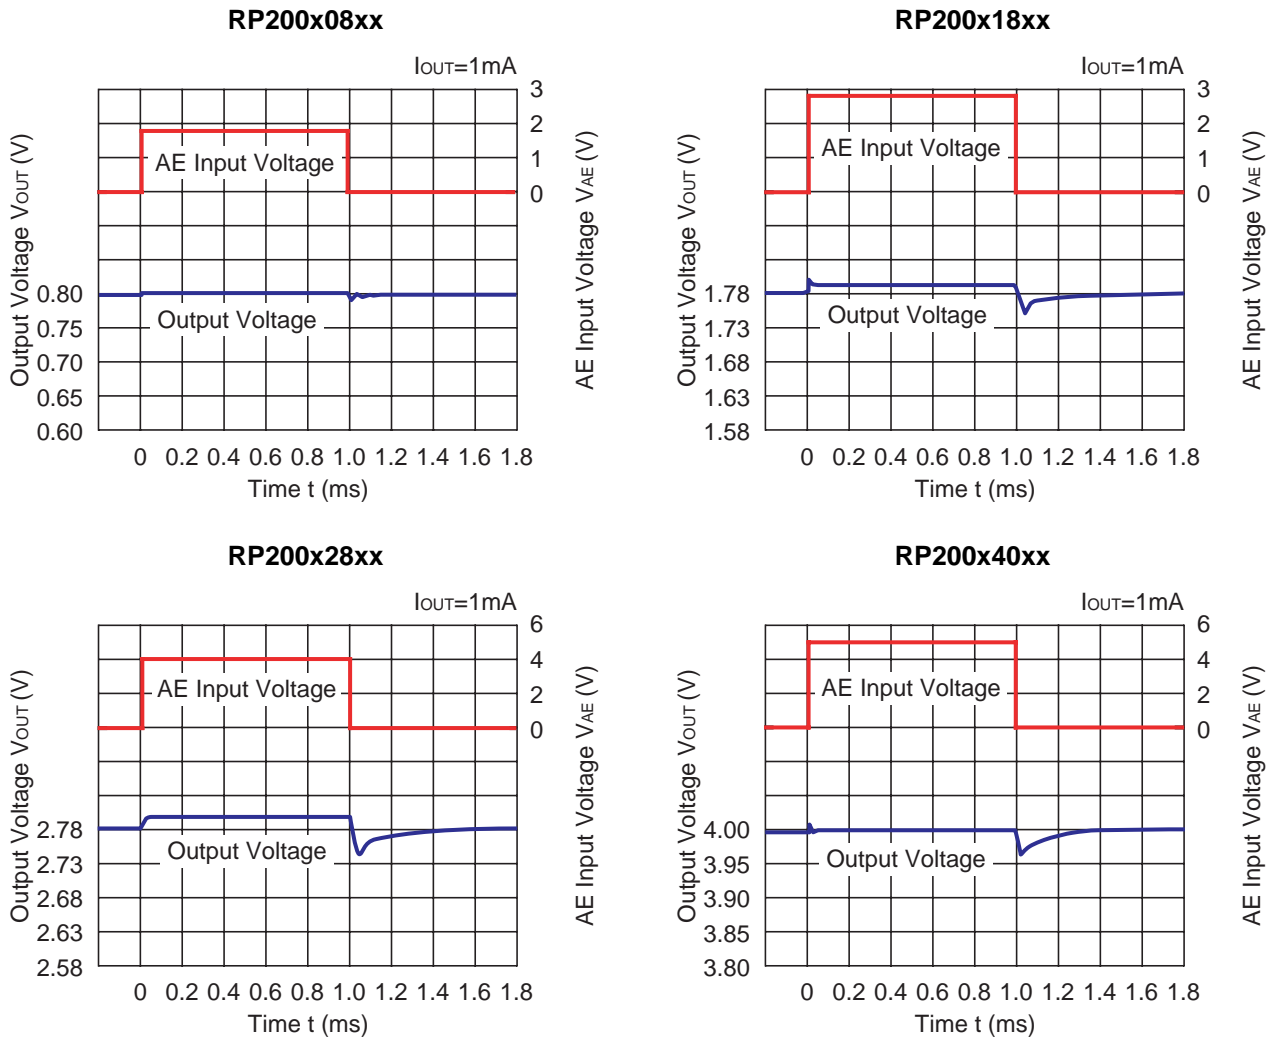 RP200x08xx
IOUT=1mA
Output Voltage VOUT (V)
0.80
0.75
0.70
0.65
0.60
AE Input Voltage
Output Voltage
3
2
1
0
AE Input Voltage VAE (V)
0 0.2 0.4 0.6 0.8 1.0 1.2 1.4 1.6 1.8
Time t (ms)
RP200x18xx
IOUT=1mA
Output Voltage VOUT (V)
1.78
1.73
1.68
1.63
1.58
AE Input Voltage
Output Voltage
3
2
1
0
AE Input Voltage VAE (V)
0 0.2 0.4 0.6 0.8 1.0 1.2 1.4 1.6 1.8
Time t (ms)
RP200x28xx
IOUT=1mA
Output Voltage VOUT (V)
2.78
2.73
2.68
2.63
2.58
AE Input Voltage
Output Voltage
6
4
2
0
AE Input Voltage VAE (V)
0 0.2 0.4 0.6 0.8 1.0 1.2 1.4 1.6 1.8
Time t (ms)
RP200x40xx
IOUT=1mA
Output Voltage VOUT (V)
4.00
3.95
3.90
3.85
3.80
AE Input Voltage
Output Voltage
6
4
2
0
AE Input Voltage VAE (V)
0 0.2 0.4 0.6 0.8 1.0 1.2 1.4 1.6 1.8
Time t (ms)